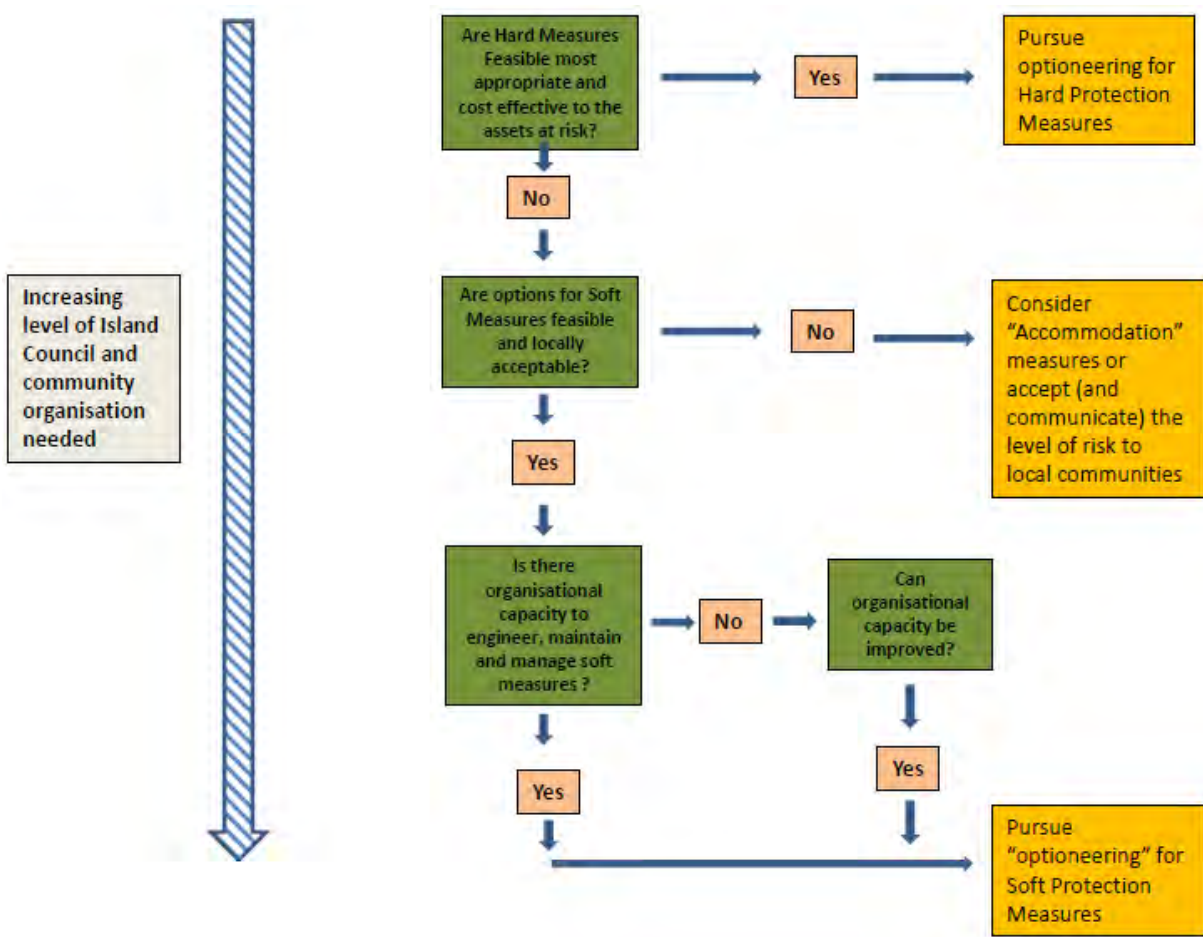 Are Hard Measures
Feasible most
appropriate and
cost effective to the
assets at risk?
Yes
Pursue
optioneering for
Hard Protection
Measures
No
Increasing
level of Island
Council and
community
organisation
needed
Are options for Soft
Measures feasible
and locally
acceptable?
No
Consider
“Accommodation”
measures or
accept (and
communicate) the
level of risk to
local communities
Yes
Is there
organisational
capacity to
engineer, maintain
and manage soft
measures ?
No
Can
organisational
capacity be
improved?
Yes
Yes
Pursue
“optioneering” for
Soft Protection
Measures